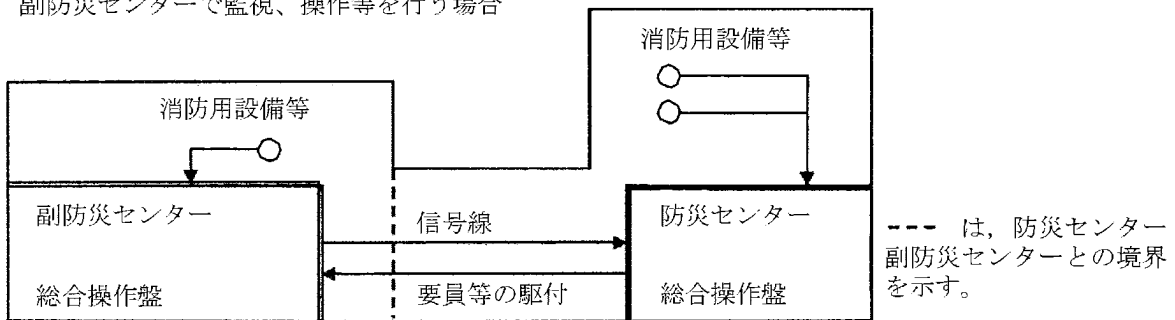 副防災センターで監視、操作等を行う場合
消防用設備等
消防用設備等
副防災センター
総合操作盤
信号線
要員等の駆付
防災センター
総合操作盤
--- は，防災センター
副防災センターとの境界
を示す。